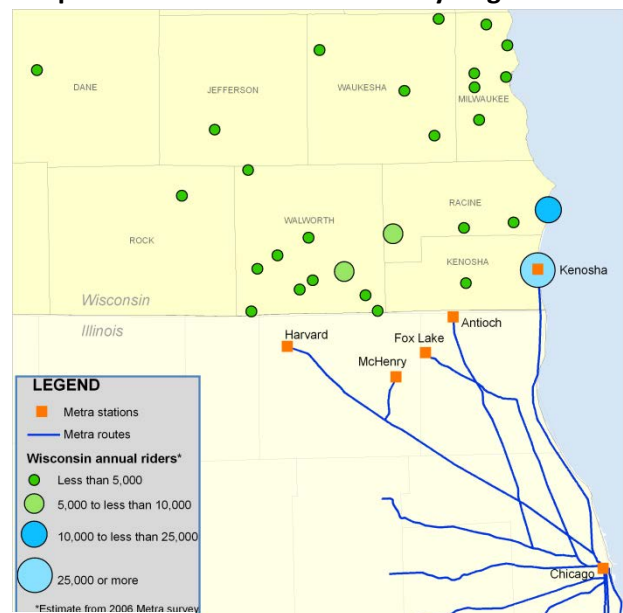 DANE
JEFFERSON
WAUKESHA
MILWAUKEE
ROCK
WALWORTH
RACINE
KENOSHA
Kenosha
Wisconsin
Illinois
Antioch
Harvard
Fox Lake
McHenry
Chicago
LEGEND
Metra stations
Metra routes
Wisconsin annual riders*
Less than 5,000
5,000 to less than 10,000
10,000 to less than 25,000
25,000 or more
*Estimate from 2006 Metra survey